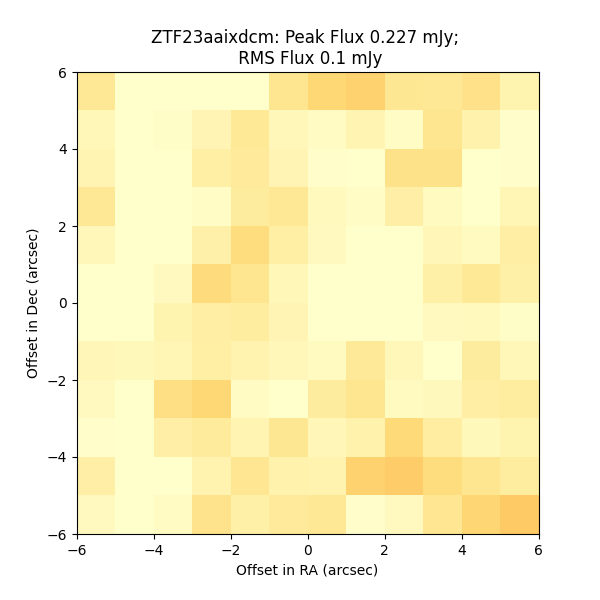 ZTF23aaixdcm: Peak Flux 0.227 mJy;
RMS Flux 0.1 mJy
6
4
2
0
−2
−4
−6
Offset in Dec (arcsec)
−6 −4 −2 0 2 4 6
Offset in RA (arcsec)